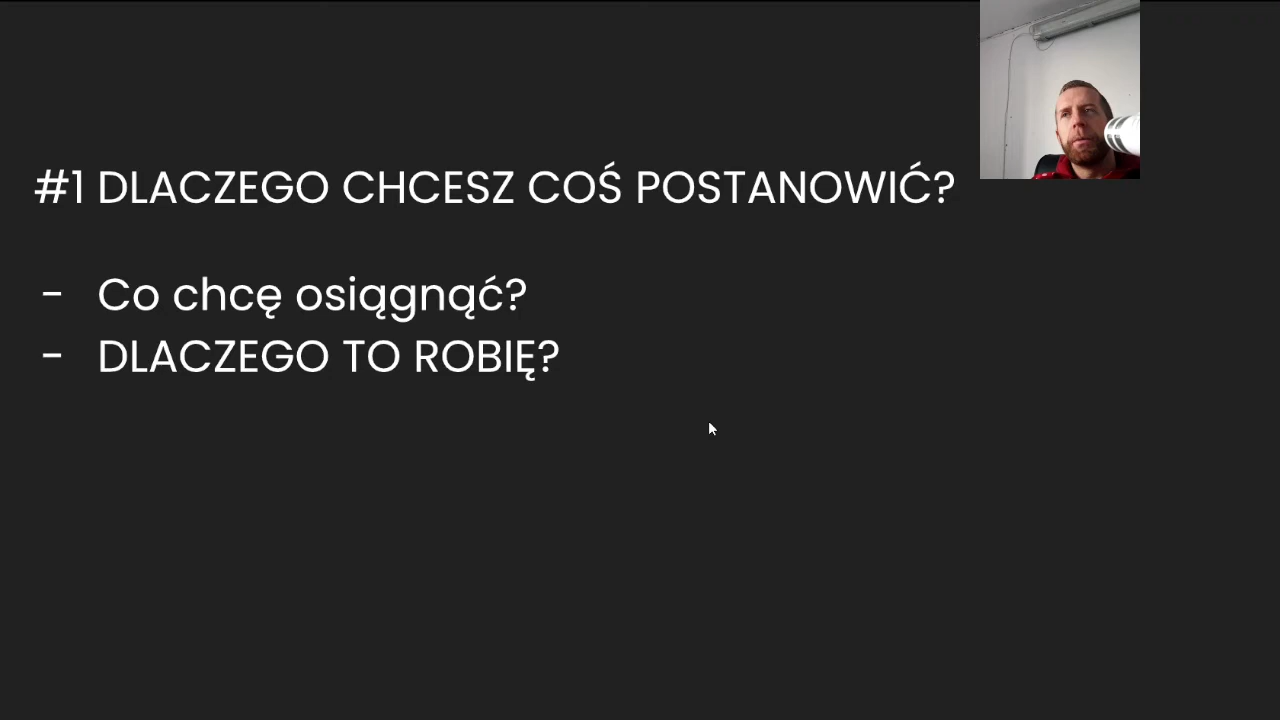 #1 DLACZEGO CHCESZ COŚ POSTANOWIĆ?
- Co chcę osiągnąć?
- DLACZEGO TO ROBIĘ?